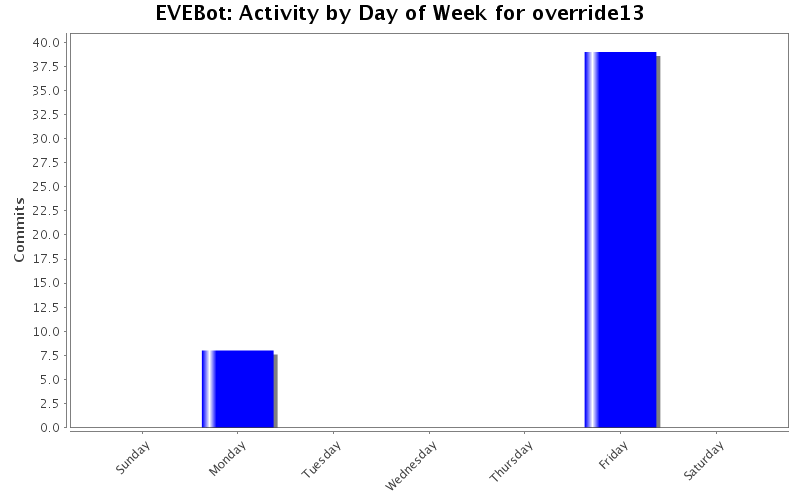 EVEBot: Activity by Day of Week for override13
40.0
37.5
35.0
32.5
30.0
27.5
25.0
22.5
20.0
17.5
15.0
12.5
10.0
7.5
5.0
2.5
0.0
Commits
Sunday
Monday
Tuesday
Wednesday
Thursday
Friday
Saturday